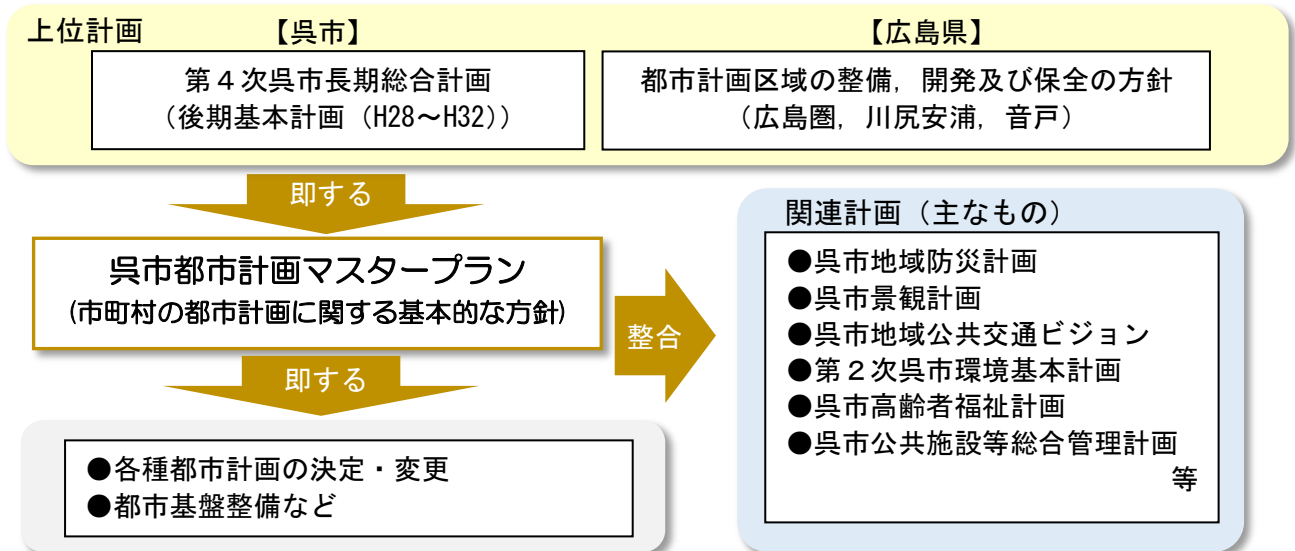 上位計画
【呉市】
【広島県】
第４次呉市長期総合計画
（後期基本計画（H28～H32））
都市計画区域の整備，開発及び保全の方針
（広島圏，川尻安浦，音戸）
即する
呉市都市計画マスタープラン
(市町村の都市計画に関する基本的な方針)
整合
即する
●各種都市計画の決定・変更
●都市基盤整備など
関連計画（主なもの）
●呉市地域防災計画
●呉市景観計画
●呉市地域公共交通ビジョン
●第２次呉市環境基本計画
●呉市高齢者福祉計画
●呉市公共施設等総合管理計画
等